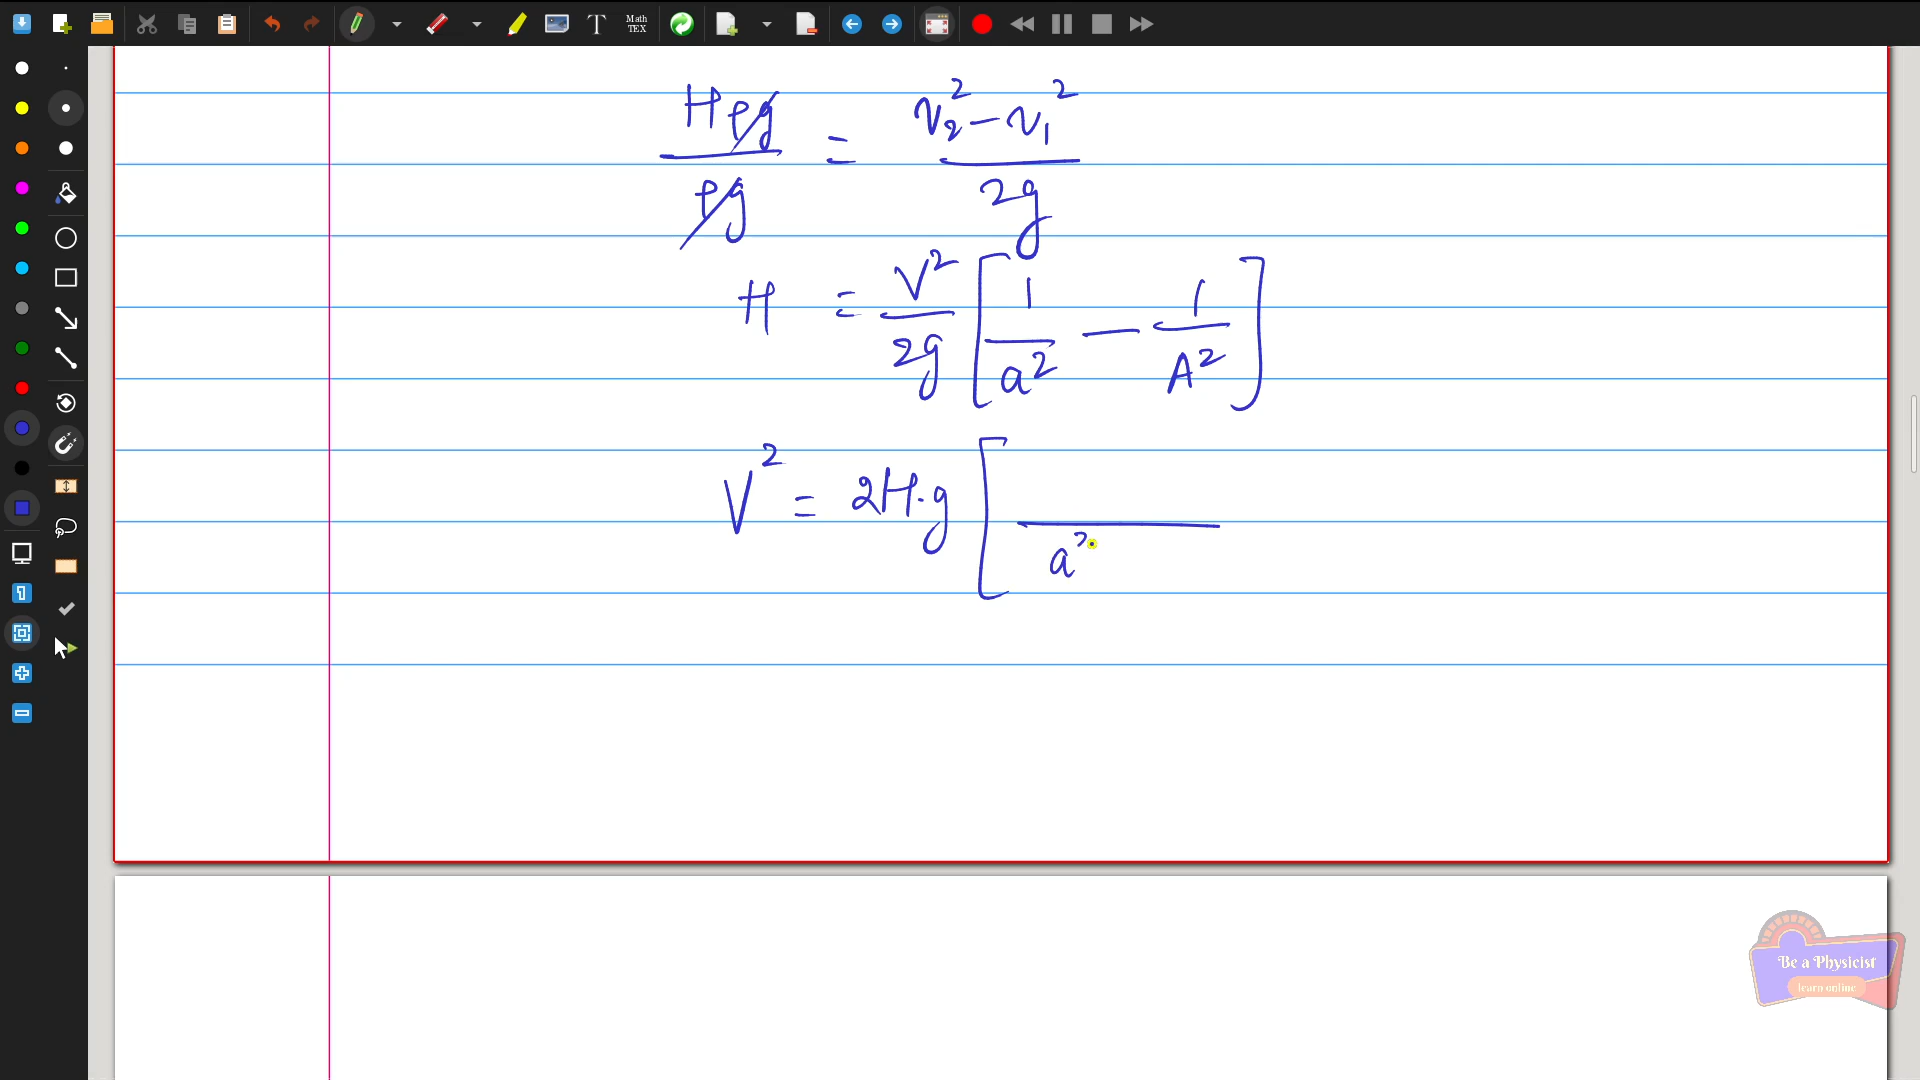 Math
TEX
T
Hρg/ρg = v₂² - v₁²/2g
H = V²/2g [1/a² - 1/A²]
V² = 2H.g [ /a²
Be a Physicist
learn online